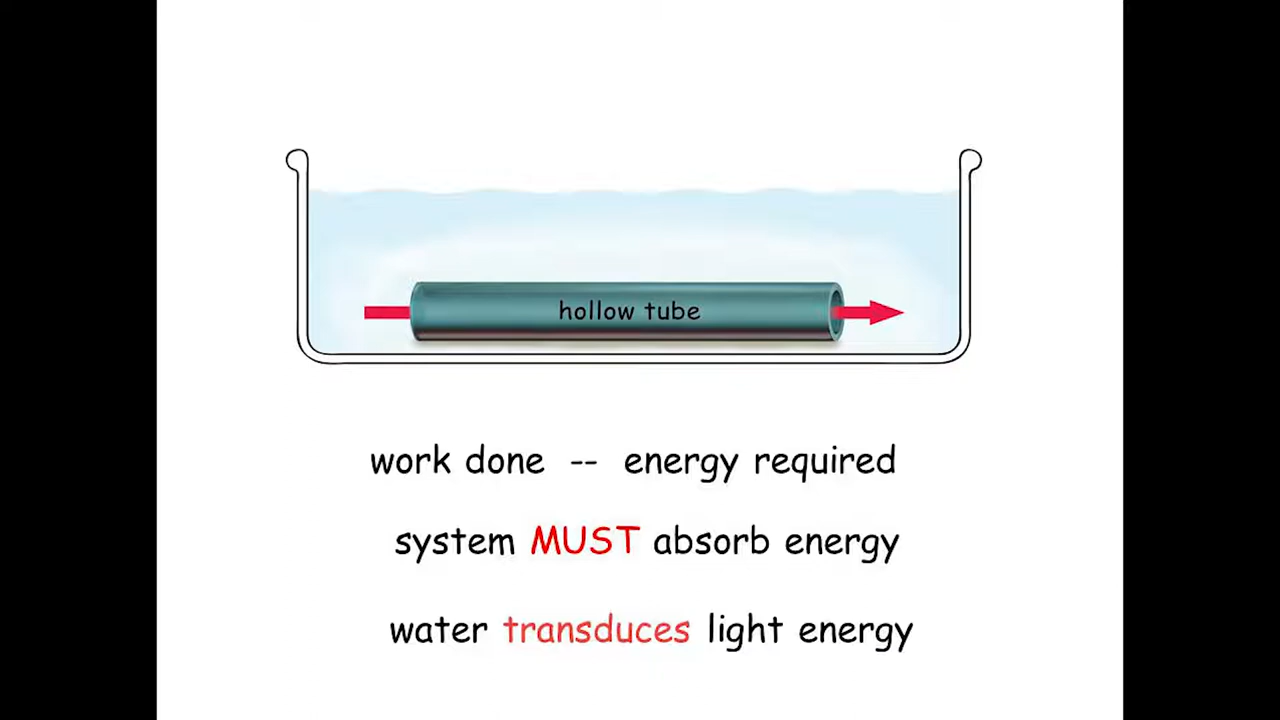 hollow tube
work done -- energy required
system MUST absorb energy
water transduces light energy